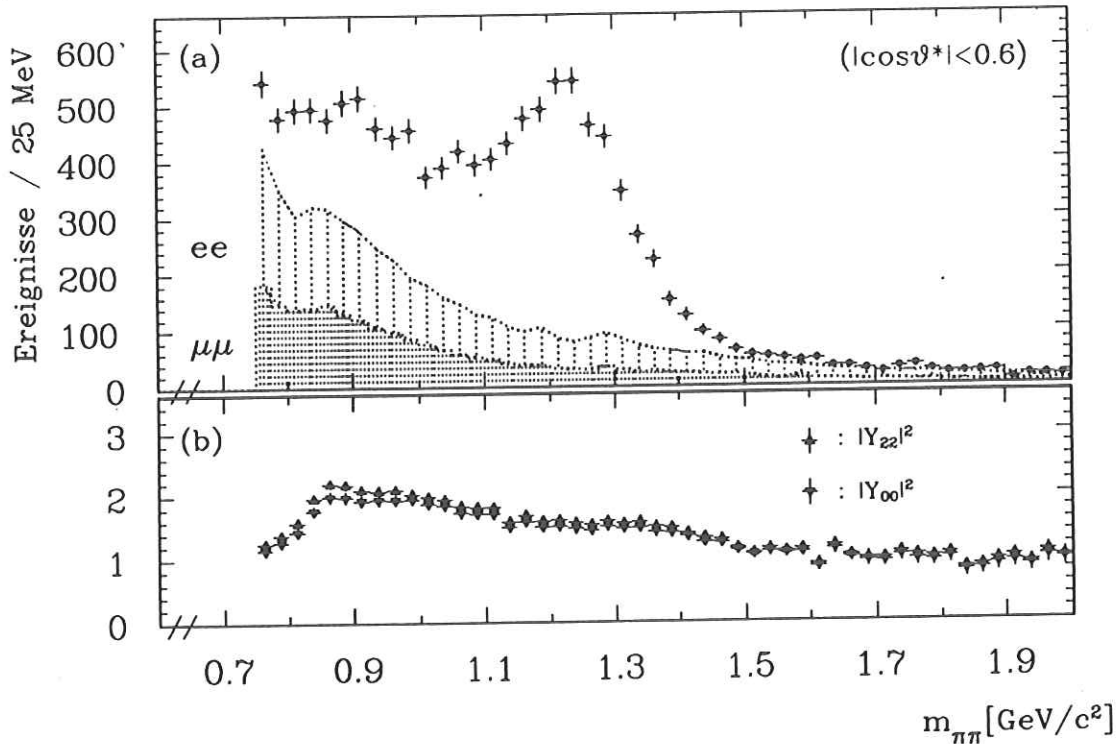 Ereignisse / 25 MeV
(a)
(|cosϑ*|<0.6)
600
500
400
300
200
100
0
ee
μμ
(b)
: |Y₂₂|²
: |Y₀₀|²
3
2
1
0
0.7 0.9 1.1 1.3 1.5 1.7 1.9
m_ππ[GeV/c²]